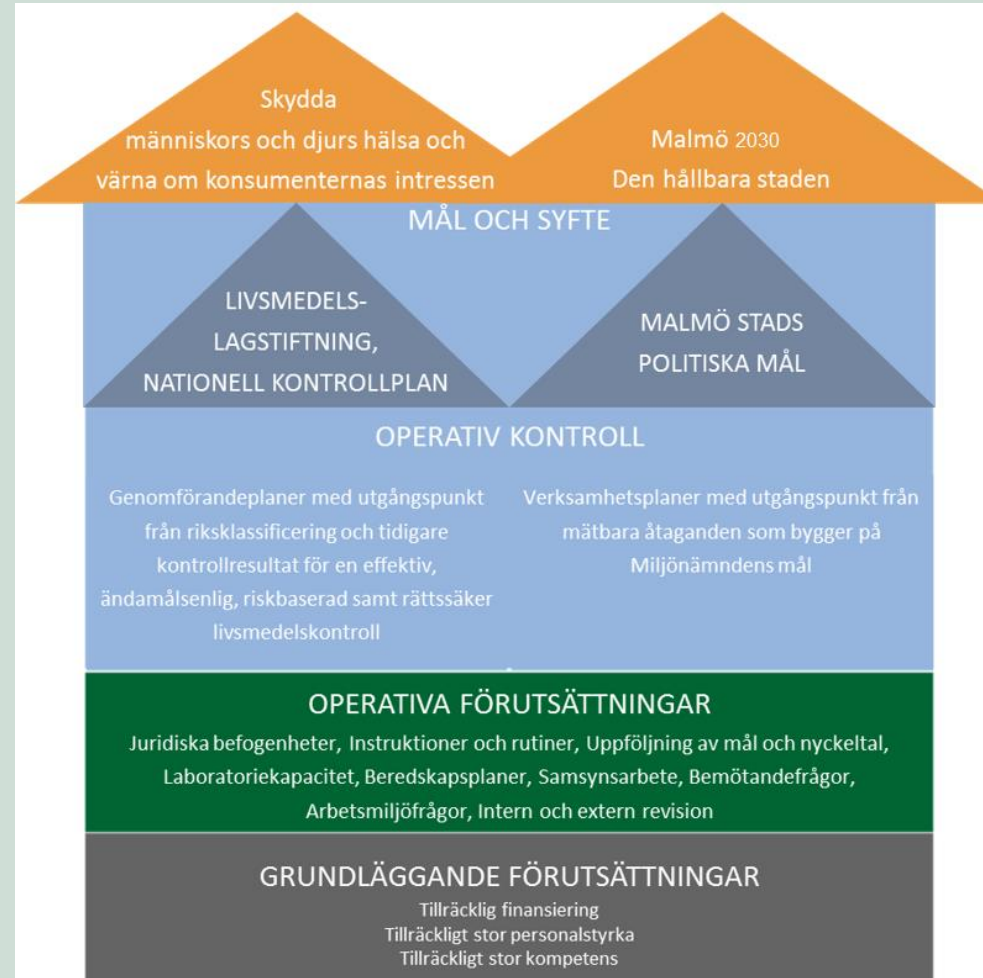 Skydda
människors och djurs hälsa och
värna om konsumenternas intressen
Malmö 2030
Den hållbara staden
MÅL OCH SYFTE
LIVSMEDELS-
LAGSTIFTNING,
NATIONELL KONTROLLPLAN
MALMÖ STADS
POLITISKA MÅL
OPERATIV KONTROLL
Genomförandeplaner med utgångspunkt
från riksklassificering och tidigare
kontrollresultat för en effektiv,
ändamålsenlig, riskbaserad samt rättssäker
livsmedelskontroll
Verksamhetsplaner med utgångspunkt från
mätbara åtaganden som bygger på
Miljönämndens mål
OPERATIVA FÖRUTSÄTTNINGAR
Juridiska befogenheter, Instruktioner och rutiner, Uppföljning av mål och nyckeltal,
Laboratoriekapacitet, Beredskapsplaner, Samsynsarbete, Bemötandefrågor,
Arbetsmiljöfrågor, Intern och extern revision
GRUNDLÄGGANDE FÖRUTSÄTTNINGAR
Tillräcklig finansiering
Tillräckligt stor personalstyrka
Tillräckligt stor kompetens